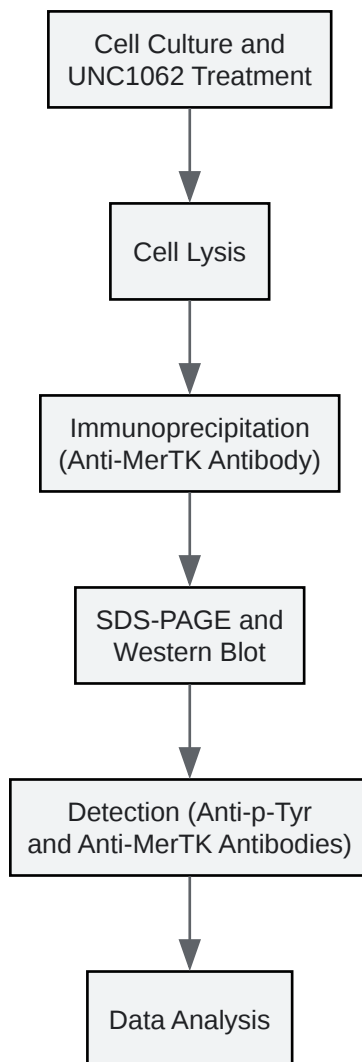 Cell Culture and
UNC1062 Treatment
Cell Lysis
Immunoprecipitation
(Anti-MerTK Antibody)
SDS-PAGE and
Western Blot
Detection (Anti-p-Tyr
and Anti-MerTK Antibodies)
Data Analysis